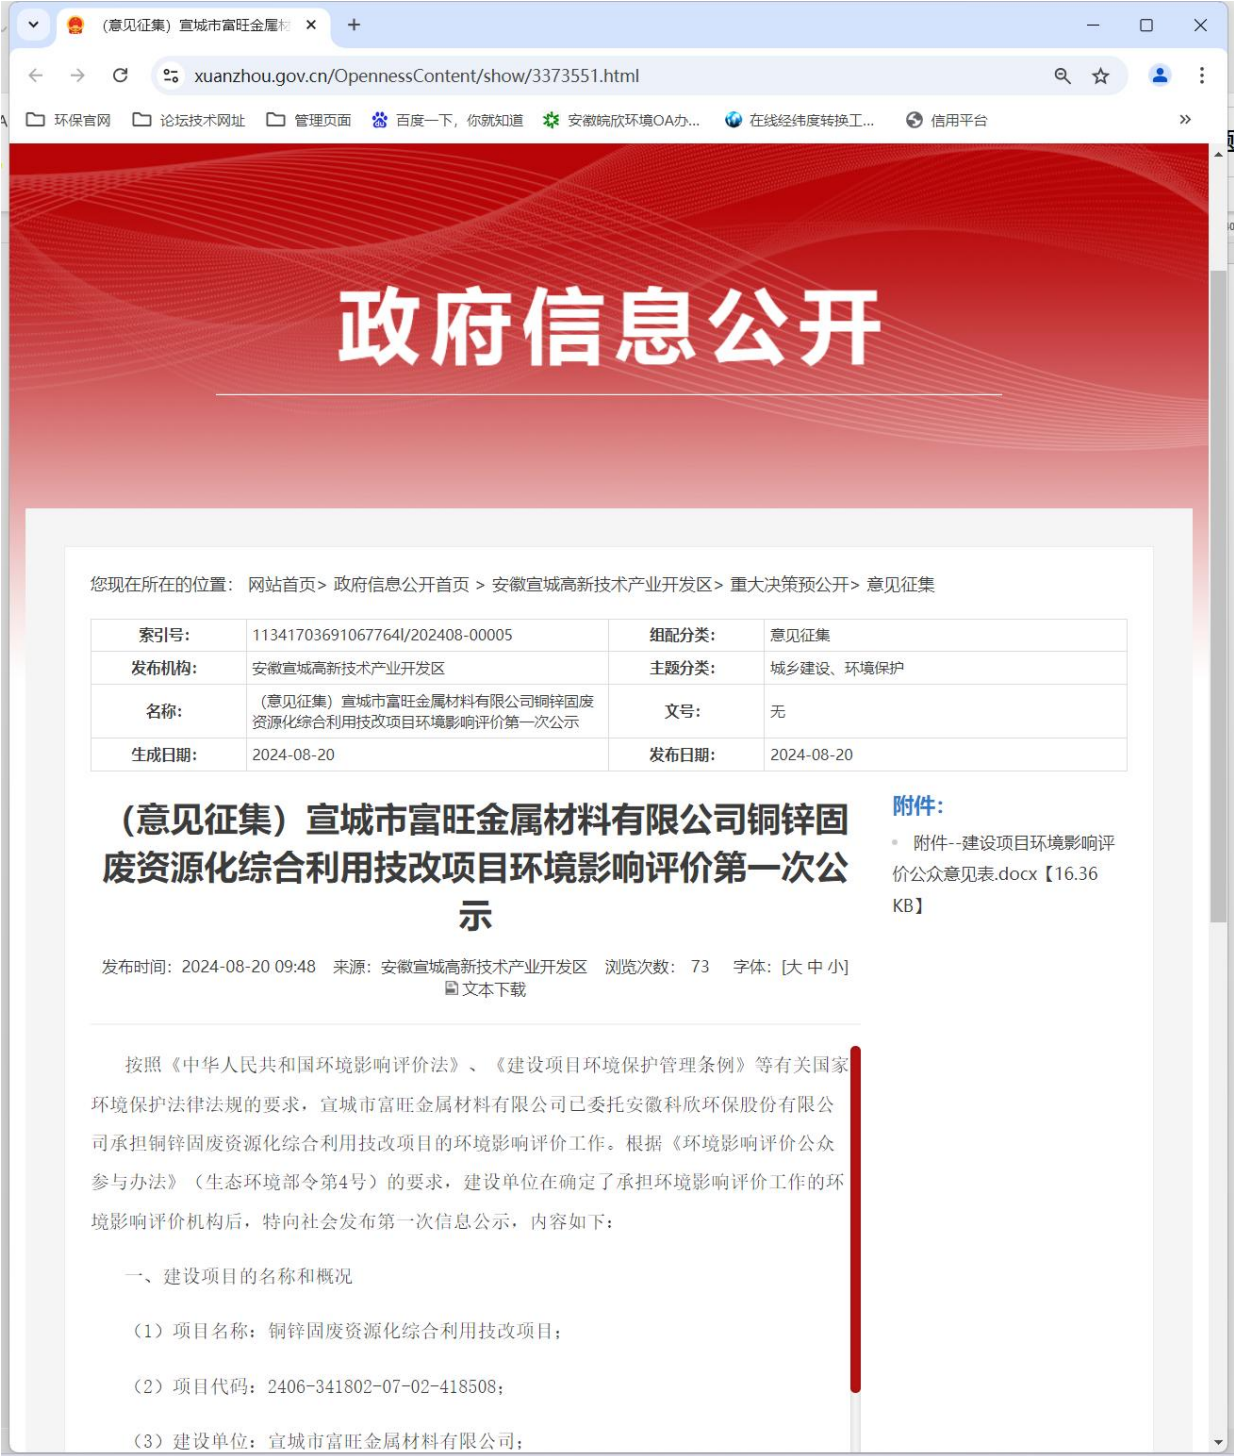 （意见征集）宣城市富旺金属材
xuanzhou.gov.cn/OpennessContent/show/3373551.html
环保官网 论坛技术网址 管理页面 百度一下，你就知道 安徽皖欣环境OA办... 在线经纬度转换工... 信用平台
政府信息公开
您现在所在的位置： 网站首页> 政府信息公开首页 > 安徽宣城高新技术产业开发区> 重大决策预公开> 意见征集
索引号： 11341703691067764l/202408-00005 组配分类： 意见征集
发布机构： 安徽宣城高新技术产业开发区 主题分类： 城乡建设、环境保护
名称： （意见征集）宣城市富旺金属材料有限公司铜锌固废
资源化综合利用技改项目环境影响评价第一次公示 文号： 无
生成日期： 2024-08-20 发布日期： 2024-08-20
（意见征集）宣城市富旺金属材料有限公司铜锌固
废资源化综合利用技改项目环境影响评价第一次公
示
发布时间：2024-08-20 09:48 来源：安徽宣城高新技术产业开发区 浏览次数： 73 字体：[大 中 小]
文本下载
附件：
附件--建设项目环境影响评
价公众意见表.docx【16.36
KB】
按照《中华人民共和国环境影响评价法》、《建设项目环境保护管理条例》等有关国家
环境保护法律法规的要求，宣城市富旺金属材料有限公司已委托安徽科欣环保股份有限公
司承担铜锌固废资源化综合利用技改项目的环境影响评价工作。根据《环境影响评价公众
参与办法》（生态环境部令第4号）的要求，建设单位在确定了承担环境影响评价工作的环
境影响评价机构后，特向社会发布第一次信息公示，内容如下：
一、建设项目的名称和概况
（1）项目名称：铜锌固废资源化综合利用技改项目；
（2）项目代码：2406-341802-07-02-418508；
（3）建设单位：宣城市富旺金属材料有限公司；